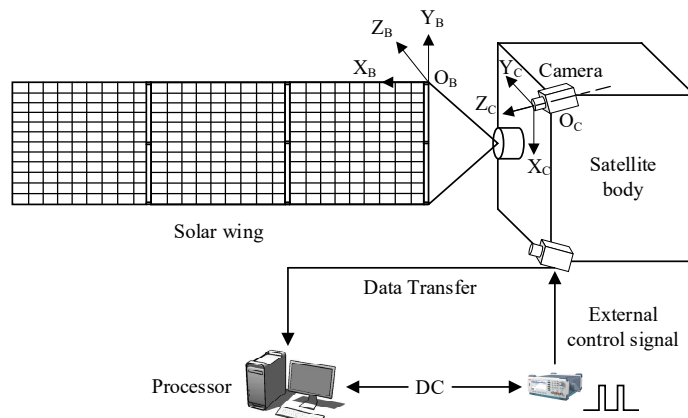 Y_B
Z_B
X_B
O_B
Y_C
Camera
Z_C
O_C
X_C
Satellite
body
Solar wing
Data Transfer
External
control signal
Processor
DC